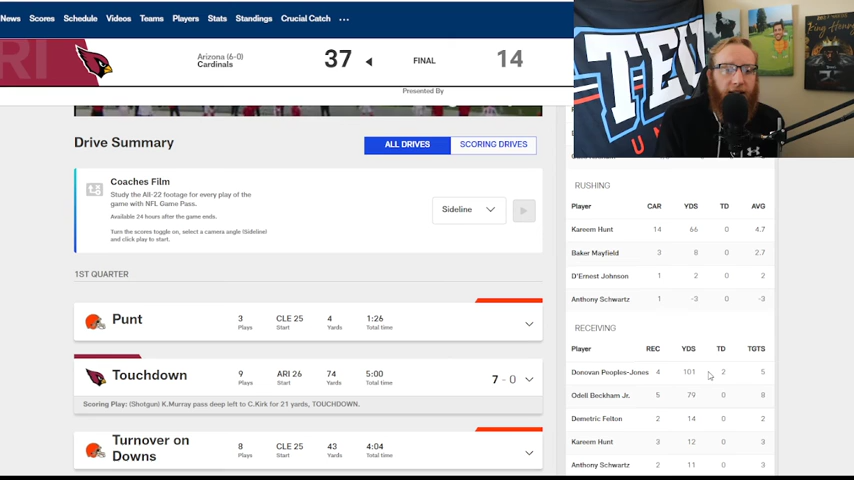 News Scores Schedule Videos Teams Players Stats Standings Crucial Catch ...
RI
Arizona (6-0)
Cardinals
37
FINAL
14
Presented By
Drive Summary
ALL DRIVES
SCORING DRIVES
Coaches Film
Study the All-22 footage for every play of the
game with NFL Game Pass.
Available 24 hours after the game ends.
Turn the scores toggle on, select a camera angle (Sideline)
and click play to start.
Sideline
1ST QUARTER
Punt
3 CLE 25 4 1:26
Plays Start Yards Total time
Touchdown
9 ARI 26 74 5:00
Plays Start Yards Total time
7 - 0
Scoring Play: (Shotgun) K.Murray pass deep left to C.Kirk for 21 yards, TOUCHDOWN.
Turnover on
Downs
8 CLE 25 43 4:04
Plays Start Yards Total time
RUSHING
Player CAR YDS TD AVG
Kareem Hunt 14 66 0 4.7
Baker Mayfield 3 8 0 2.7
D'Ernest Johnson 1 2 0 2
Anthony Schwartz 1 -3 0 -3
RECEIVING
Player REC YDS TD TGTS
Donovan Peoples-Jones 4 101 2 5
Odell Beckham Jr. 5 79 0 8
Demetric Felton 2 14 0 2
Kareem Hunt 3 12 0 3
Anthony Schwartz 2 11 0 3